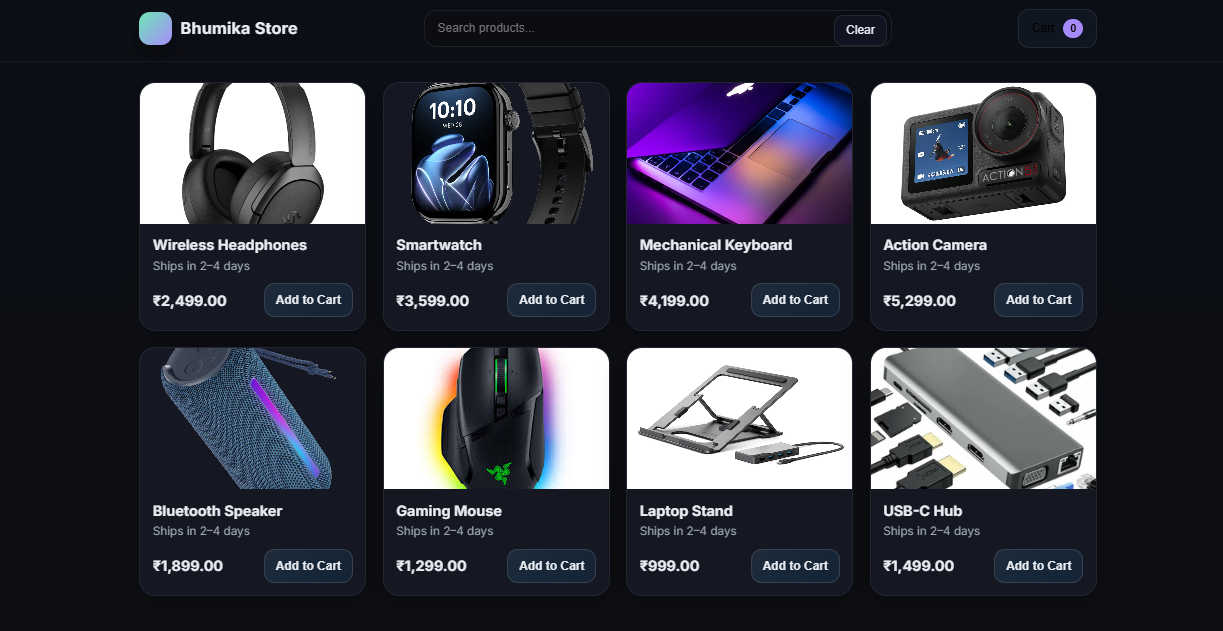 Bhumika Store
Search products...
Clear
Cart 0
10:10
WED 28
ACTION
Wireless Headphones
Ships in 2–4 days
₹2,499.00
Add to Cart
Smartwatch
Ships in 2–4 days
₹3,599.00
Add to Cart
Mechanical Keyboard
Ships in 2–4 days
₹4,199.00
Add to Cart
Action Camera
Ships in 2–4 days
₹5,299.00
Add to Cart
Bluetooth Speaker
Ships in 2–4 days
₹1,899.00
Add to Cart
Gaming Mouse
Ships in 2–4 days
₹1,299.00
Add to Cart
Laptop Stand
Ships in 2–4 days
₹999.00
Add to Cart
USB-C Hub
Ships in 2–4 days
₹1,499.00
Add to Cart